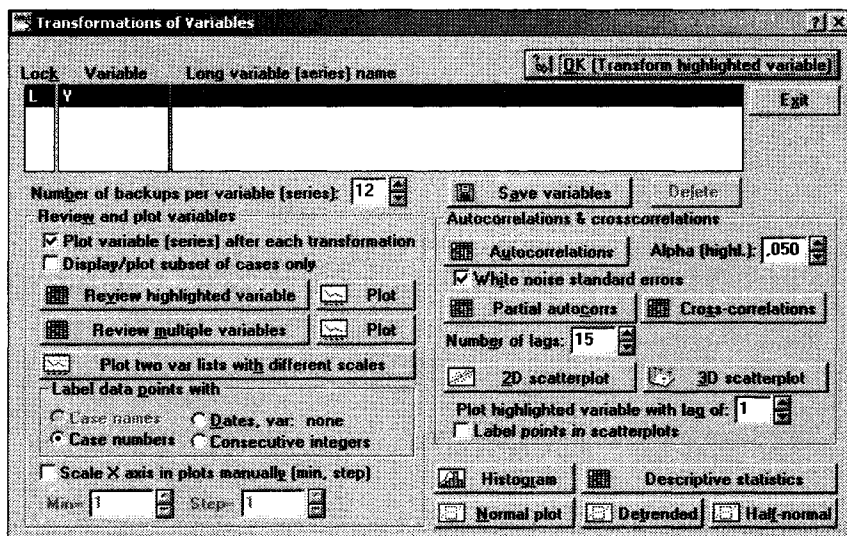 Transformations of Variables
OK (Transform highlighted variable)
Lock Variable Long variable (series) name
L Y
Exit
Number of backups per variable (series): 12
Save variables Delete
Review and plot variables
Plot variable (series) after each transformation
Display/plot subset of cases only
Review highlighted variable Plot
Review multiple variables Plot
Plot two var lists with different scales
Label data points with
Case names Dates, var: none
Case numbers Consecutive integers
Scale X axis in plots manually (min, step)
Min= 1 Step= 1
Autocorrelations & crosscorrelations
Autocorrelations Alpha (highl.): ,050
White noise standard errors
Partial autocorrs Cross-correlations
Number of lags: 15
2D scatterplot 3D scatterplot
Plot highlighted variable with lag of: 1
Label points in scatterplots
Histogram Descriptive statistics
Normal plot Detrended Half-normal